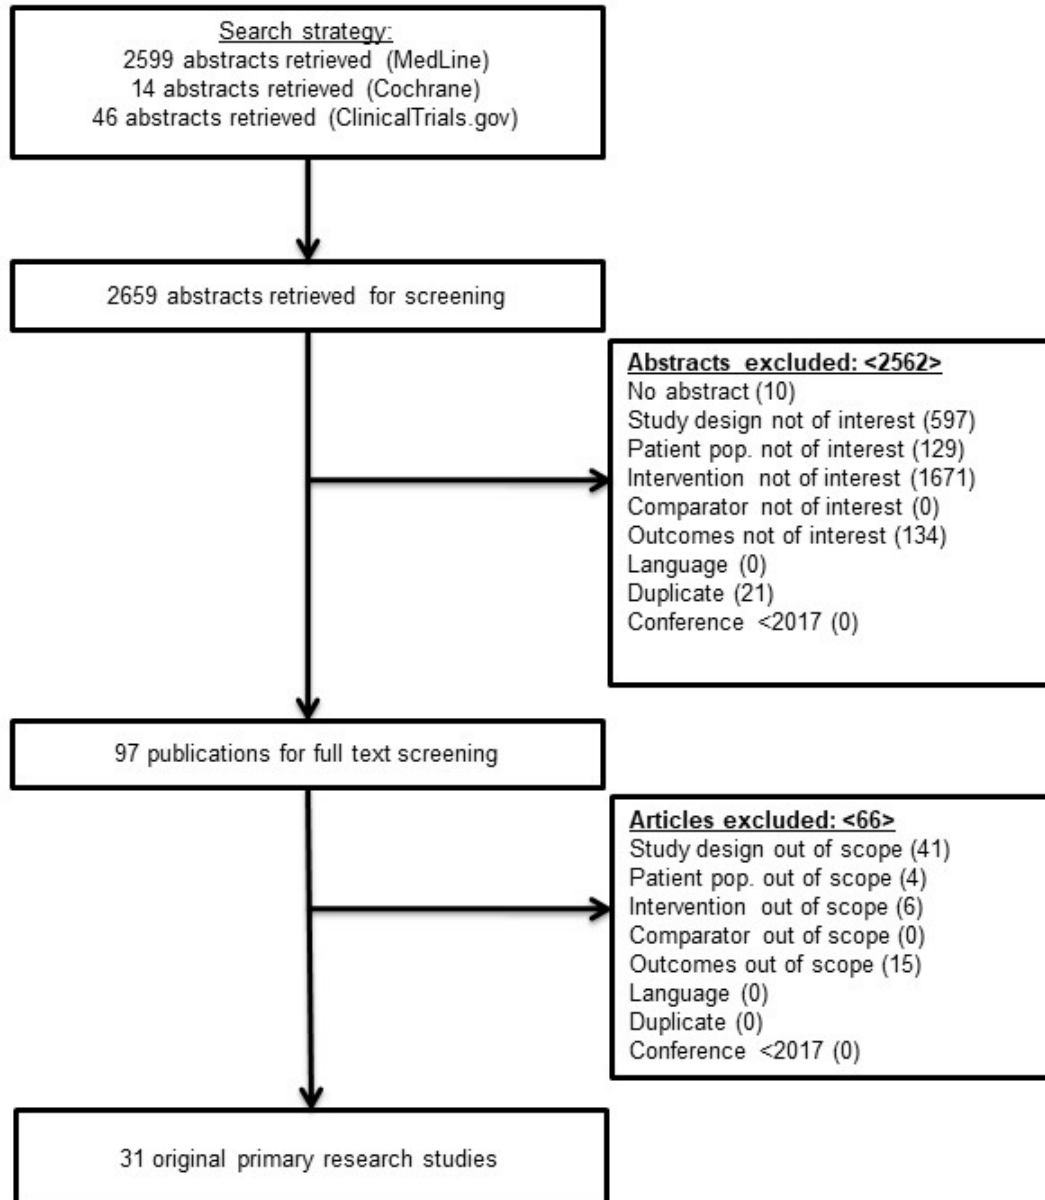 Search strategy:
2599 abstracts retrieved (MedLine)
14 abstracts retrieved (Cochrane)
46 abstracts retrieved (ClinicalTrials.gov)
2659 abstracts retrieved for screening
Abstracts excluded: <2562>
No abstract (10)
Study design not of interest (597)
Patient pop. not of interest (129)
Intervention not of interest (1671)
Comparator not of interest (0)
Outcomes not of interest (134)
Language (0)
Duplicate (21)
Conference <2017 (0)
97 publications for full text screening
Articles excluded: <66>
Study design out of scope (41)
Patient pop. out of scope (4)
Intervention out of scope (6)
Comparator out of scope (0)
Outcomes out of scope (15)
Language (0)
Duplicate (0)
Conference <2017 (0)
31 original primary research studies